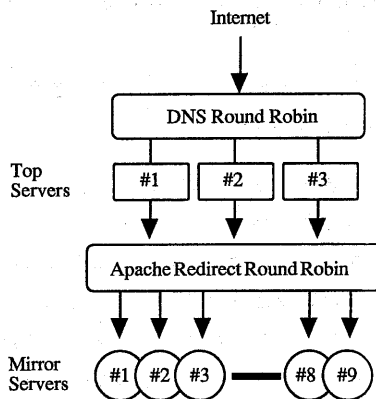 Internet
DNS Round Robin
Top
Servers
#1 #2 #3
Apache Redirect Round Robin
Mirror
Servers
#1 #2 #3 #8 #9